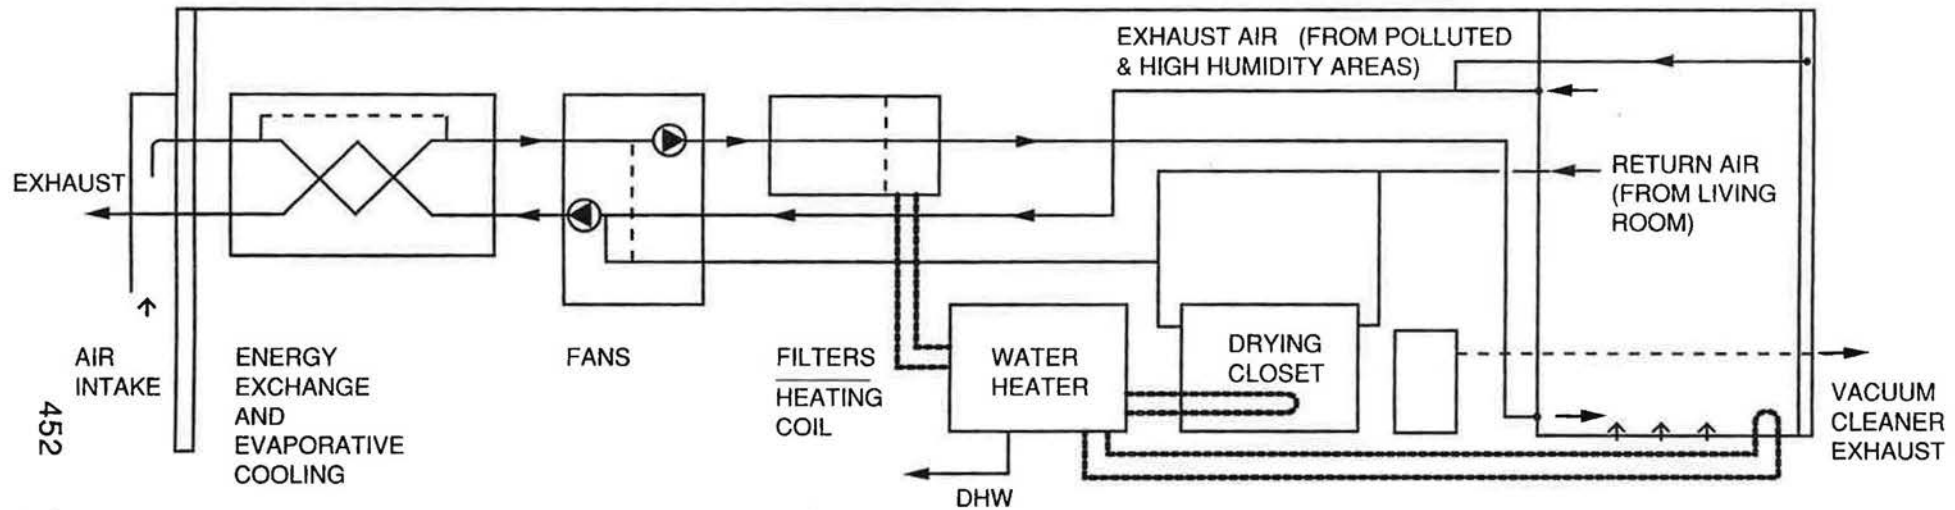 EXHAUST AIR (FROM POLLUTED
& HIGH HUMIDITY AREAS)
EXHAUST
RETURN AIR
(FROM LIVING
ROOM)
AIR
INTAKE
ENERGY
EXCHANGE
AND
EVAPORATIVE
COOLING
FANS
FILTERS
HEATING
COIL
WATER
HEATER
DRYING
CLOSET
VACUUM
CLEANER
EXHAUST
DHW
452